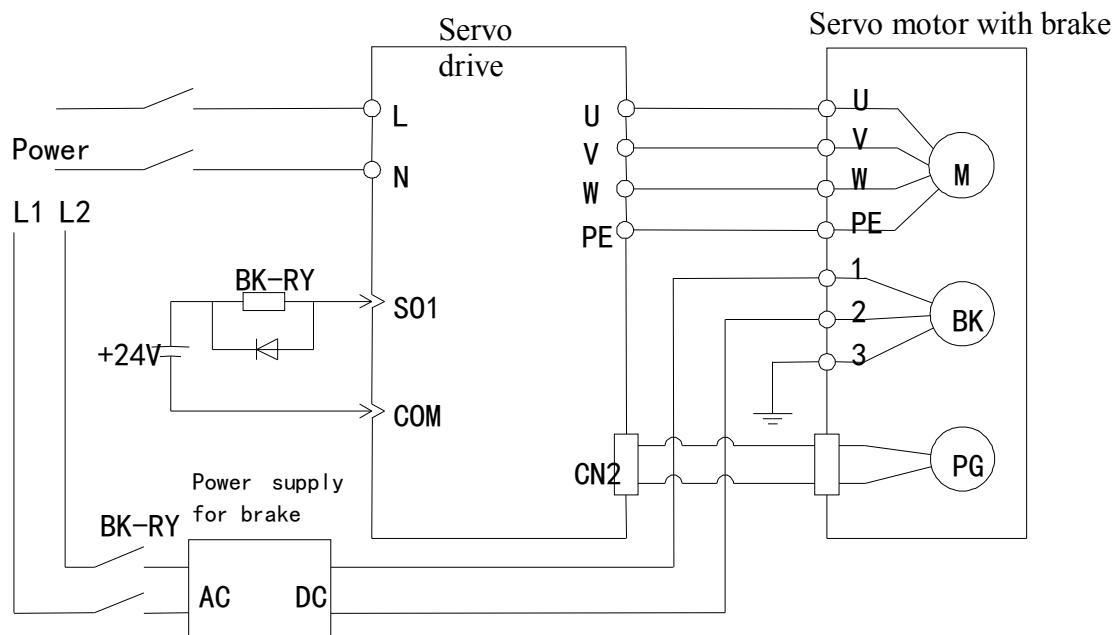 Servo motor with brake
Servo
drive
L
U
U
V
V
Power
N
W
W
M
L1 L2
PE
PE
BK-RY
1
SO1
2
BK
+24V
3
COM
CN2
PG
Power supply
for brake
BK-RY
AC
DC